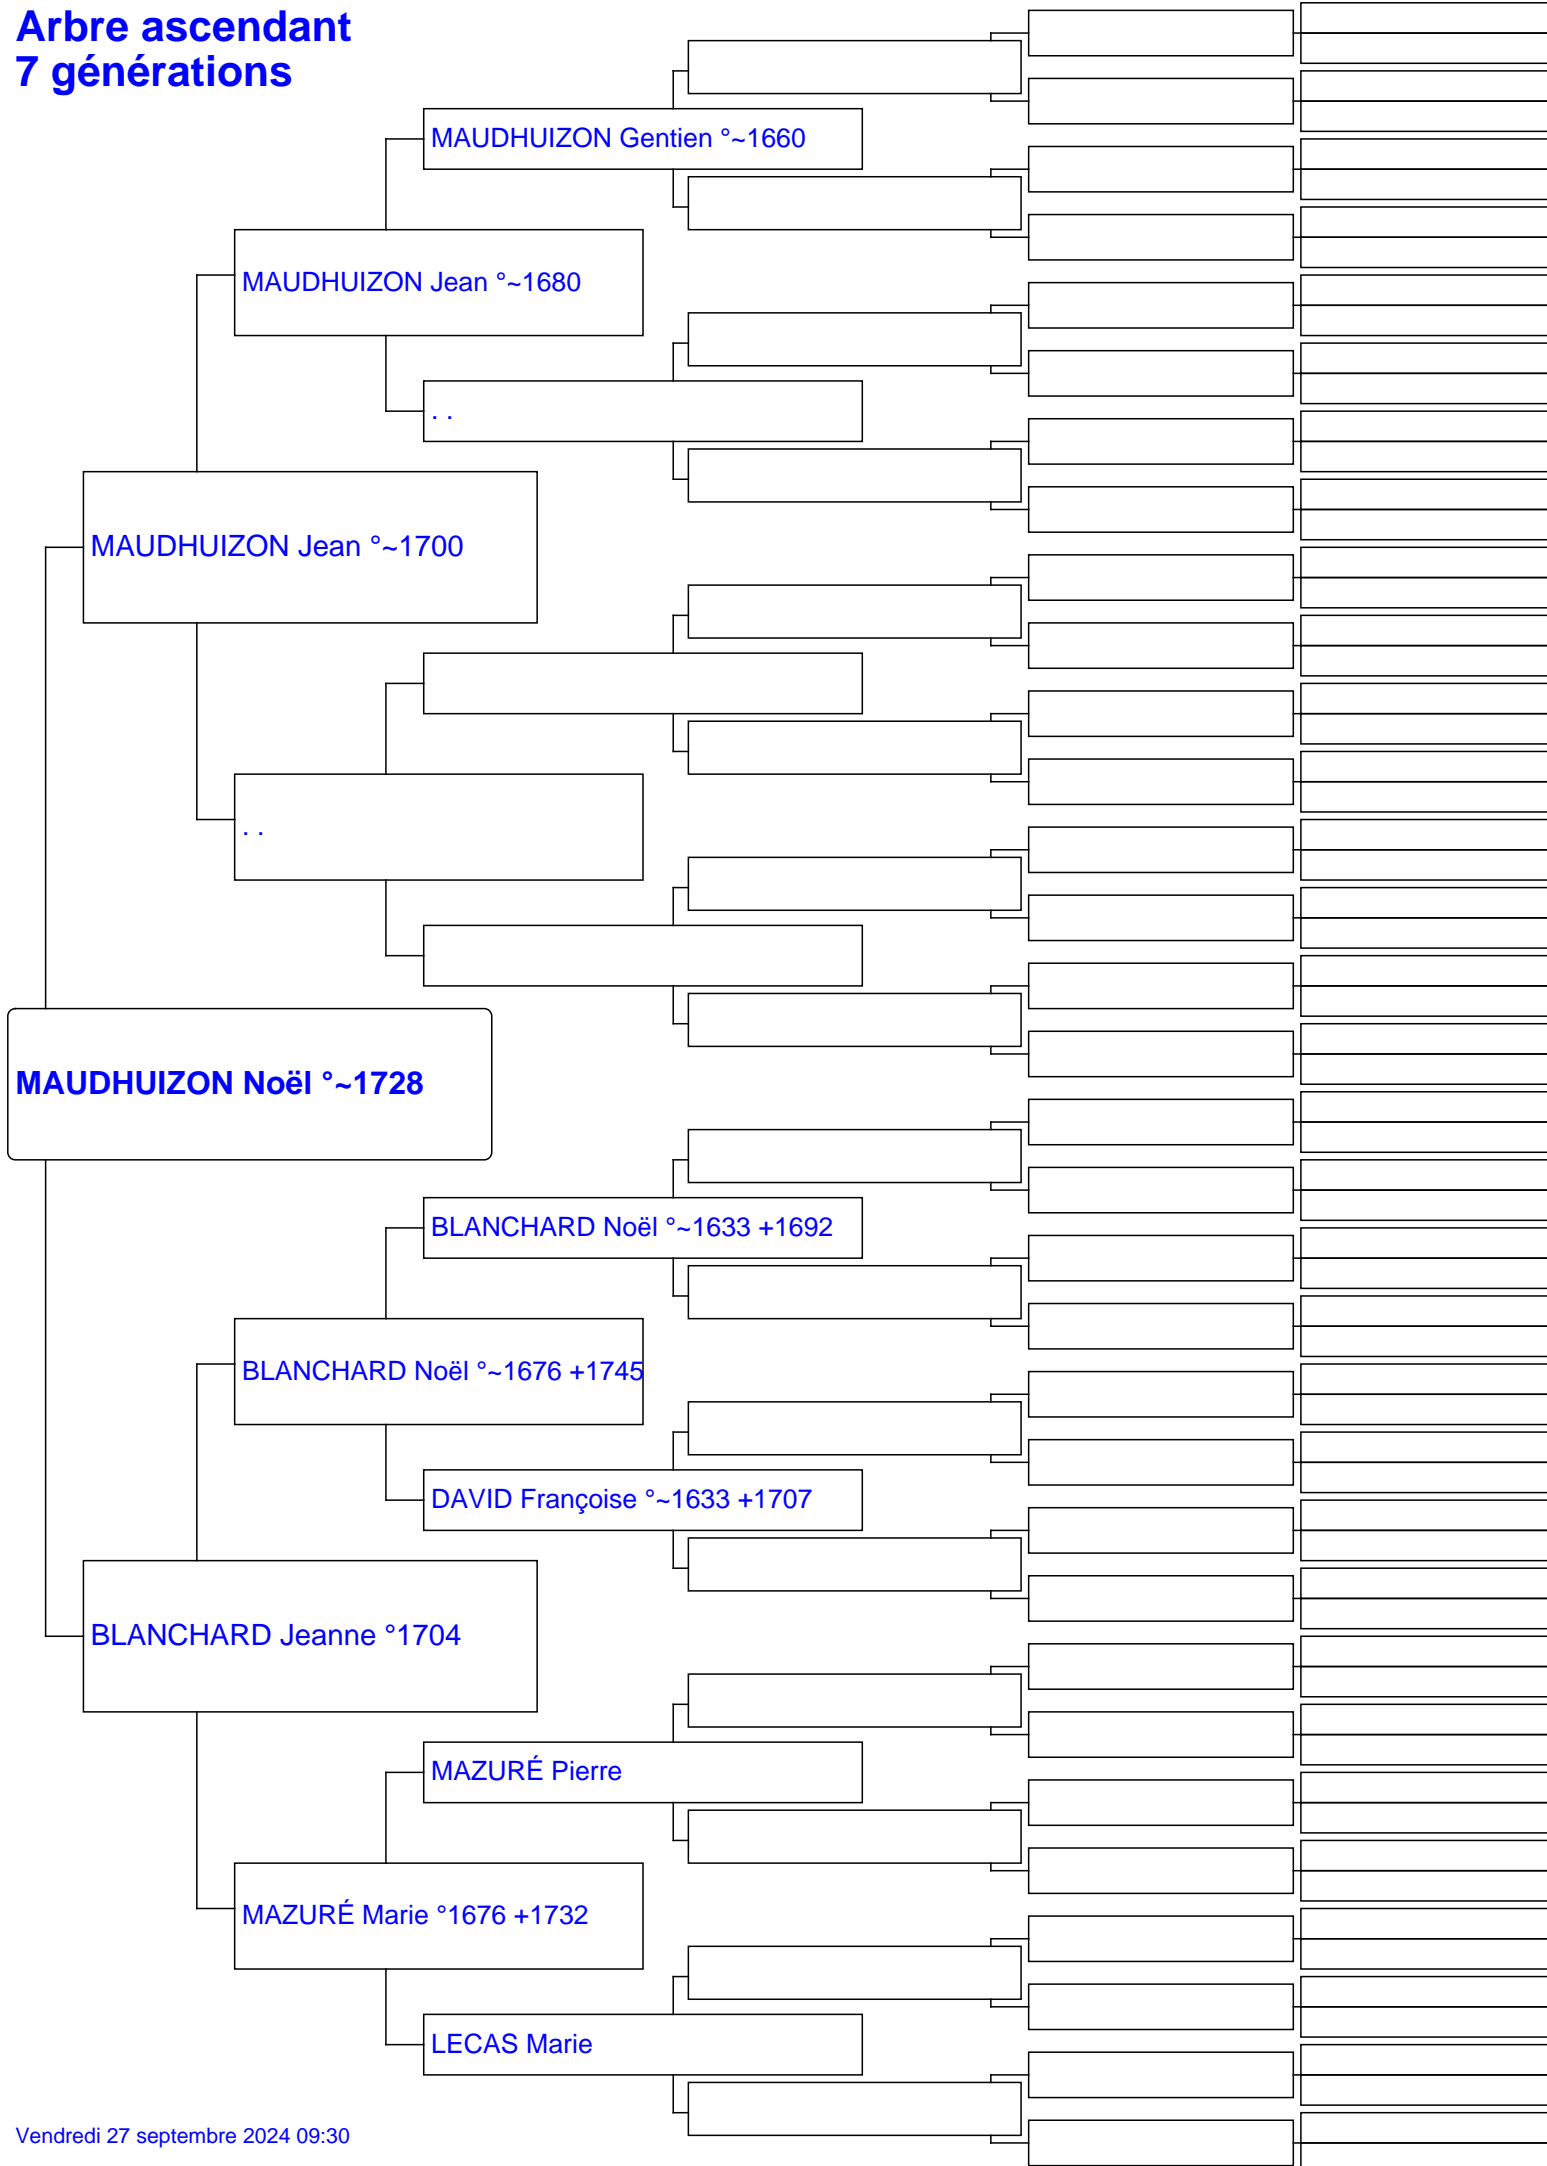 Arbre ascendant
7 générations
MAUDHUIZON Gentien °~1660
MAUDHUIZON Jean °~1680
. .
MAUDHUIZON Jean °~1700
. .
MAUDHUIZON Noël °~1728
BLANCHARD Noël °~1633 +1692
BLANCHARD Noël °~1676 +1745
DAVID Françoise °~1633 +1707
BLANCHARD Jeanne °1704
MAZURÉ Pierre
MAZURÉ Marie °1676 +1732
LECAS Marie
Vendredi 27 septembre 2024 09:30